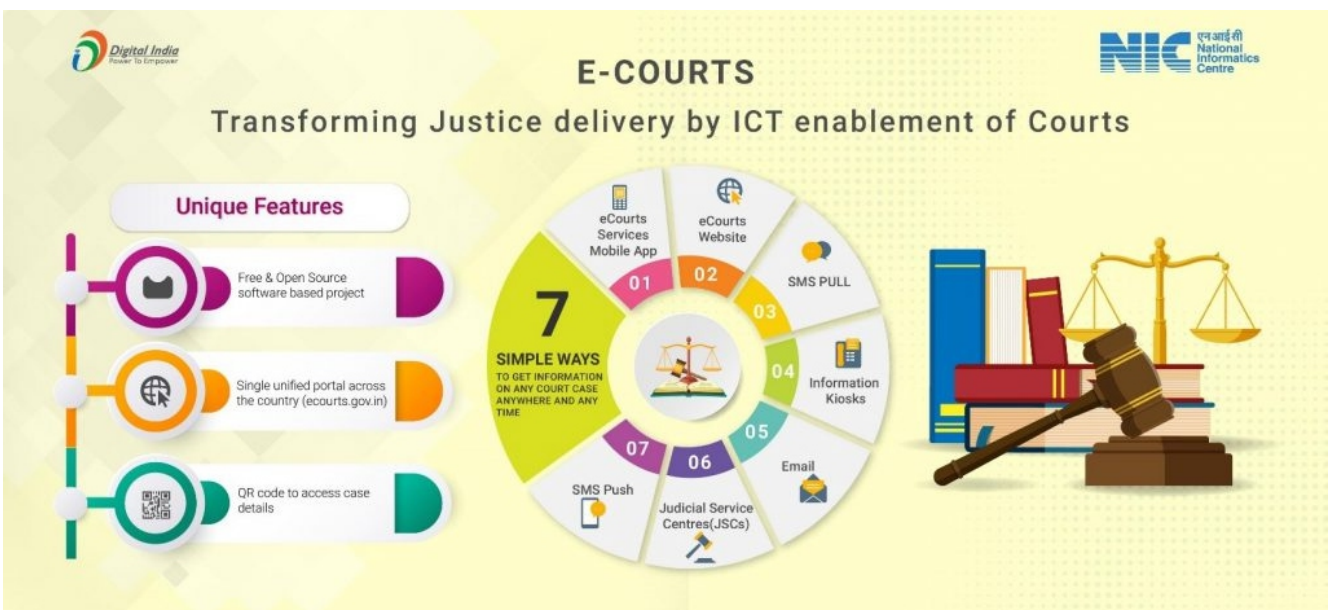 Digital India
Power To Empower
एन आई सी
National
Informatics
Centre
NIC
E-COURTS
Transforming Justice delivery by ICT enablement of Courts
Unique Features
Free & Open Source
software based project
Single unified portal across
the country (ecourts.gov.in)
QR code to access case
details
7
SIMPLE WAYS
TO GET INFORMATION
ON ANY COURT CASE
ANYWHERE AND ANY
TIME
eCourts
Services
Mobile App
01
eCourts
Website
02
SMS PULL
03
Information
Kiosks
04
Email
05
Judicial Service
Centres(JSCs)
06
SMS Push
07